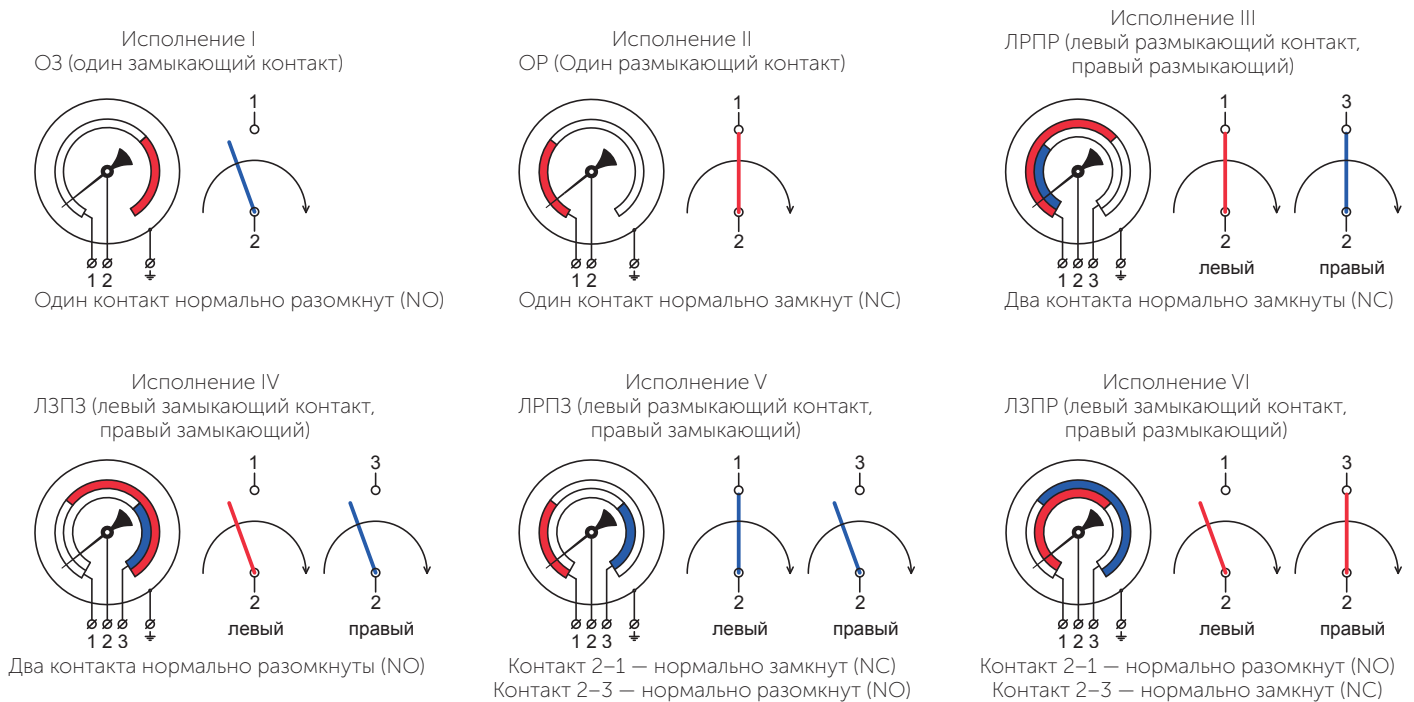 Исполнение I
ОЗ (один замыкающий контакт)
1
2
1 2
Один контакт нормально разомкнут (NO)
Исполнение II
ОР (Один размыкающий контакт)
1
2
1 2
Один контакт нормально замкнут (NC)
Исполнение III
ЛРПР (левый размыкающий контакт,
правый размыкающий)
1
3
2
2
1 2 3
левый
правый
Два контакта нормально замкнуты (NC)
Исполнение IV
ЛЗПЗ (левый замыкающий контакт,
правый замыкающий)
1
3
2
2
1 2 3
левый
правый
Два контакта нормально разомкнуты (NO)
Исполнение V
ЛРПЗ (левый размыкающий контакт,
правый замыкающий)
1
3
2
2
1 2 3
левый
правый
Контакт 2–1 — нормально замкнут (NC)
Контакт 2–3 — нормально разомкнут (NO)
Исполнение VI
ЛЗПР (левый замыкающий контакт,
правый размыкающий)
1
3
2
2
1 2 3
левый
правый
Контакт 2–1 — нормально разомкнут (NO)
Контакт 2–3 — нормально замкнут (NC)